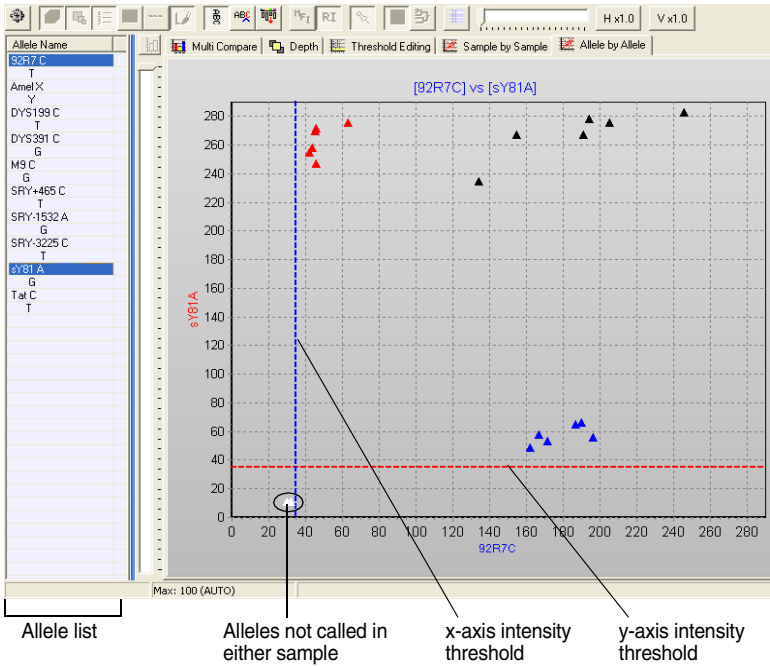 ABC
ABC
MFI
RI
H x1.0
V x1.0
Allele Name
92R7 C
T
Amel X
Y
DYS199 C
T
DYS391 C
G
M9 C
G
SRY+465 C
T
SRY-1532 A
G
SRY-3225 C
T
sY81 A
G
Tat C
T
Multi Compare
Depth
Threshold Editing
Sample by Sample
Allele by Allele
[92R7C] vs [sY81A]
280
260
240
220
200
180
160
140
120
100
80
60
40
20
0
sY81A
0 20 40 60 80 100 120 140 160 180 200 220 240 260 280
92R7C
Max: 100 (AUTO)
Allele list
Alleles not called in
either sample
x-axis intensity
threshold
y-axis intensity
threshold